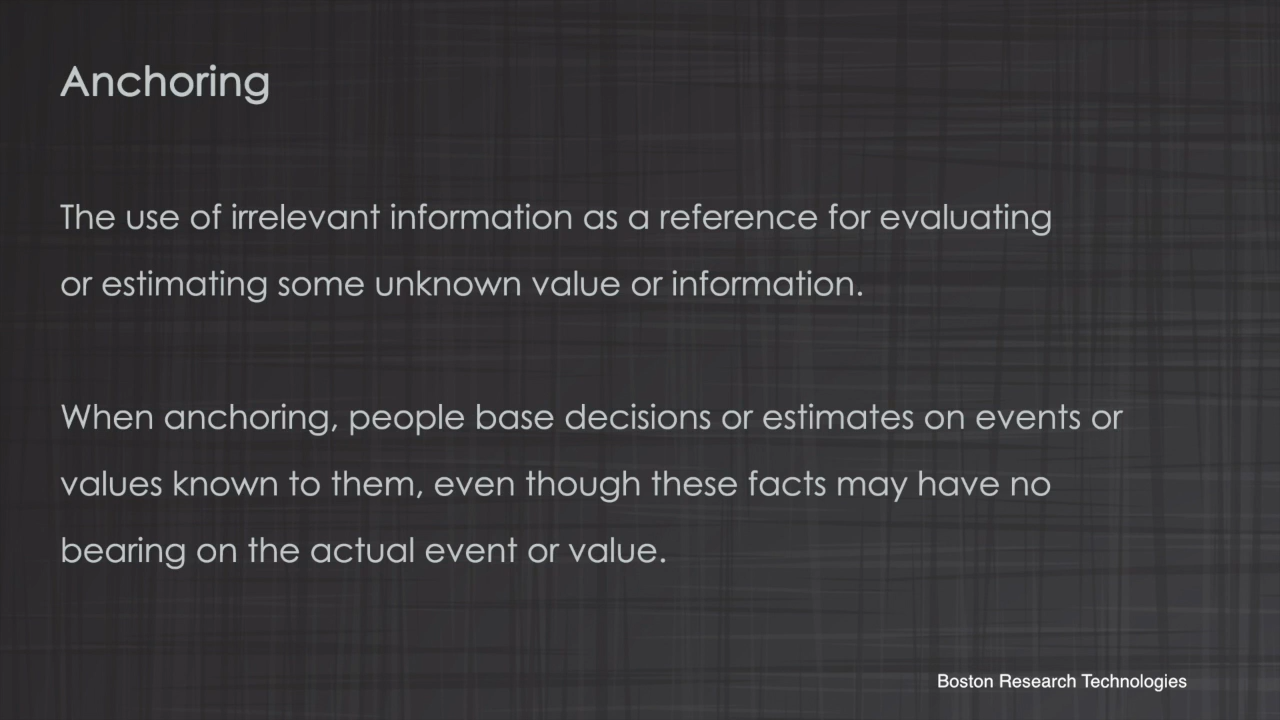 Anchoring
The use of irrelevant information as a reference for evaluating
or estimating some unknown value or information.
When anchoring, people base decisions or estimates on events or
values known to them, even though these facts may have no
bearing on the actual event or value.
Boston Research Technologies